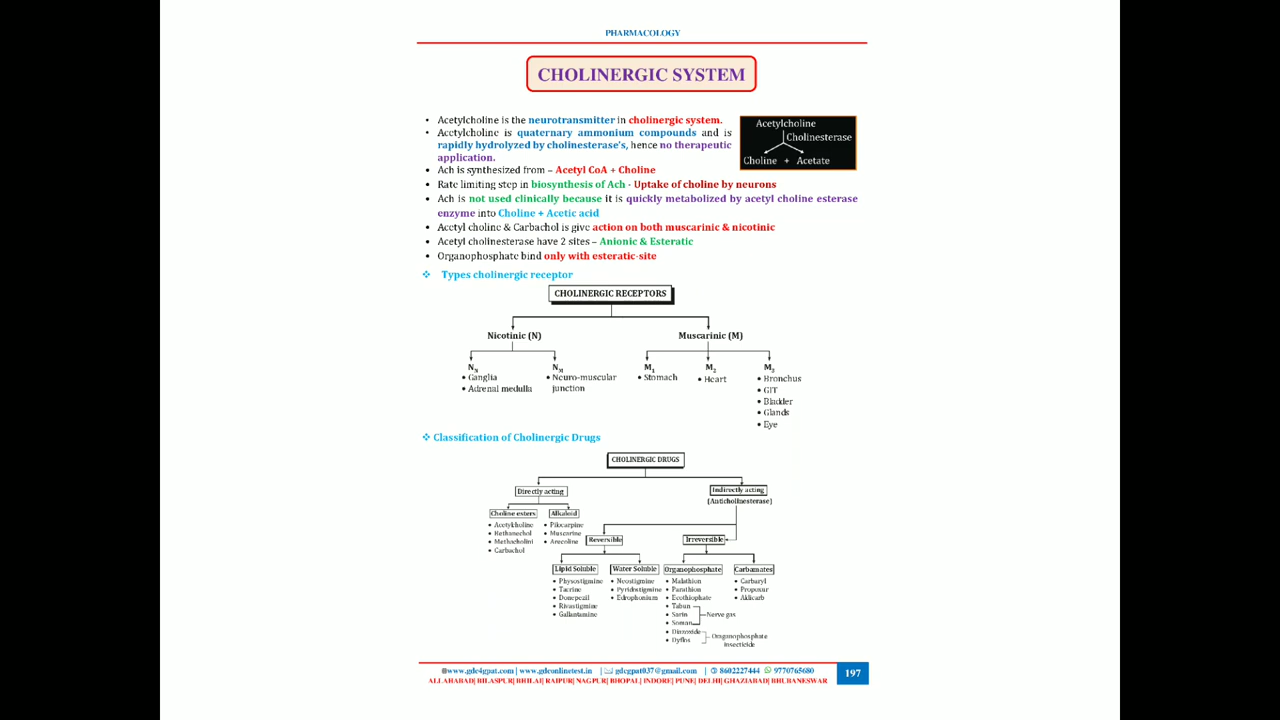 PHARMACOLOGY
CHOLINERGIC SYSTEM
• Acetylcholine is the neurotransmitter in cholinergic system.
• Acetylcholine is quaternary ammonium compounds and is
rapidly hydrolyzed by cholinesterase's, hence no therapeutic
application.
Acetylcholine
Cholinesterase
Choline + Acetate
• Ach is synthesized from – Acetyl CoA + Choline
• Rate limiting step in biosynthesis of Ach - Uptake of choline by neurons
• Ach is not used clinically because it is quickly metabolized by acetyl choline esterase
enzyme into Choline + Acetic acid
• Acetyl choline & Carbachol is give action on both muscarinic & nicotinic
• Acetyl cholinesterase have 2 sites – Anionic & Esteratic
• Organophosphate bind only with esteratic-site
❖ Types cholinergic receptor
CHOLINERGIC RECEPTORS
Nicotinic (N)
Muscarinic (M)
NN
• Ganglia
• Adrenal medulla
NM
• Neuro-muscular
junction
M1
• Stomach
M2
• Heart
M3
• Bronchus
• GIT
• Bladder
• Glands
• Eye
❖ Classification of Cholinergic Drugs
CHOLINERGIC DRUGS
Directly acting
Indirectly acting
(Anticholinesterase)
Choline esters
• Acetylcholine
• Bethanechol
• Methacholini
• Carbachol
Alkaloid
• Pilocarpine
• Muscarine
• Arecoline
Reversible
Irreversible
Lipid Soluble
• Physostigmine
• Tacrine
• Donepezil
• Rivastigmine
• Gallantamine
Water Soluble
• Neostigmine
• Pyridostigmine
• Edrophonium
Organophosphate
• Malathion
• Parathion
• Ecothiophate
• Tabun
• Sarin
• Soman
Nerve gas
• Diazoxide
• Dyflos
Oraganophosphate
insecticide
Carbamates
• Carbaryl
• Propoxur
• Aldicarb
www.gdc4gpat.com | www.gdconlinetest.in | gdcgpat037@gmail.com | 8602227444 9770765680
ALLAHABAD| BILASPUR| BHILAI| RAIPUR| NAGPUR| BHOPAL| INDORE| PUNE| DELHI| GHAZIABAD| BHUBANESWAR
197